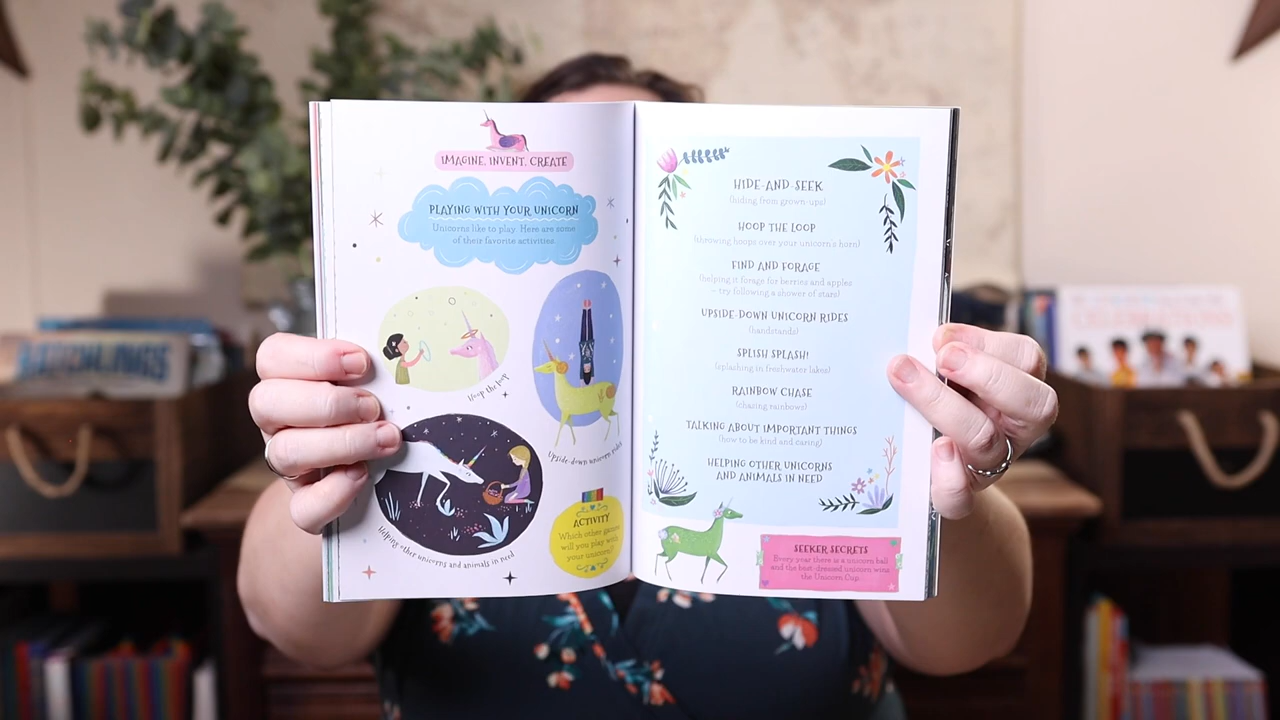 IMAGINE, INVENT, CREATE
PLAYING WITH YOUR UNICORN
Unicorns like to play. Here are some
of their favorite activities.
Hoop the loop
Upside-down unicorn rides
Helping other unicorns and animals in need
ACTIVITY
Which other games
will you play with
your unicorn?
HIDE-AND-SEEK
(hiding from grown-ups)
HOOP THE LOOP
(throwing hoops over your unicorn's horn)
FIND AND FORAGE
(helping it forage for berries and apples
– try following a shower of stars)
UPSIDE-DOWN UNICORN RIDES
(handstands)
SPLISH SPLASH!
(splashing in freshwater lakes)
RAINBOW CHASE
(chasing rainbows)
TALKING ABOUT IMPORTANT THINGS
(how to be kind and caring)
HELPING OTHER UNICORNS
AND ANIMALS IN NEED
SEEKER SECRETS
Every year there is a unicorn ball
and the best-dressed unicorn wins
the Unicorn Cup.